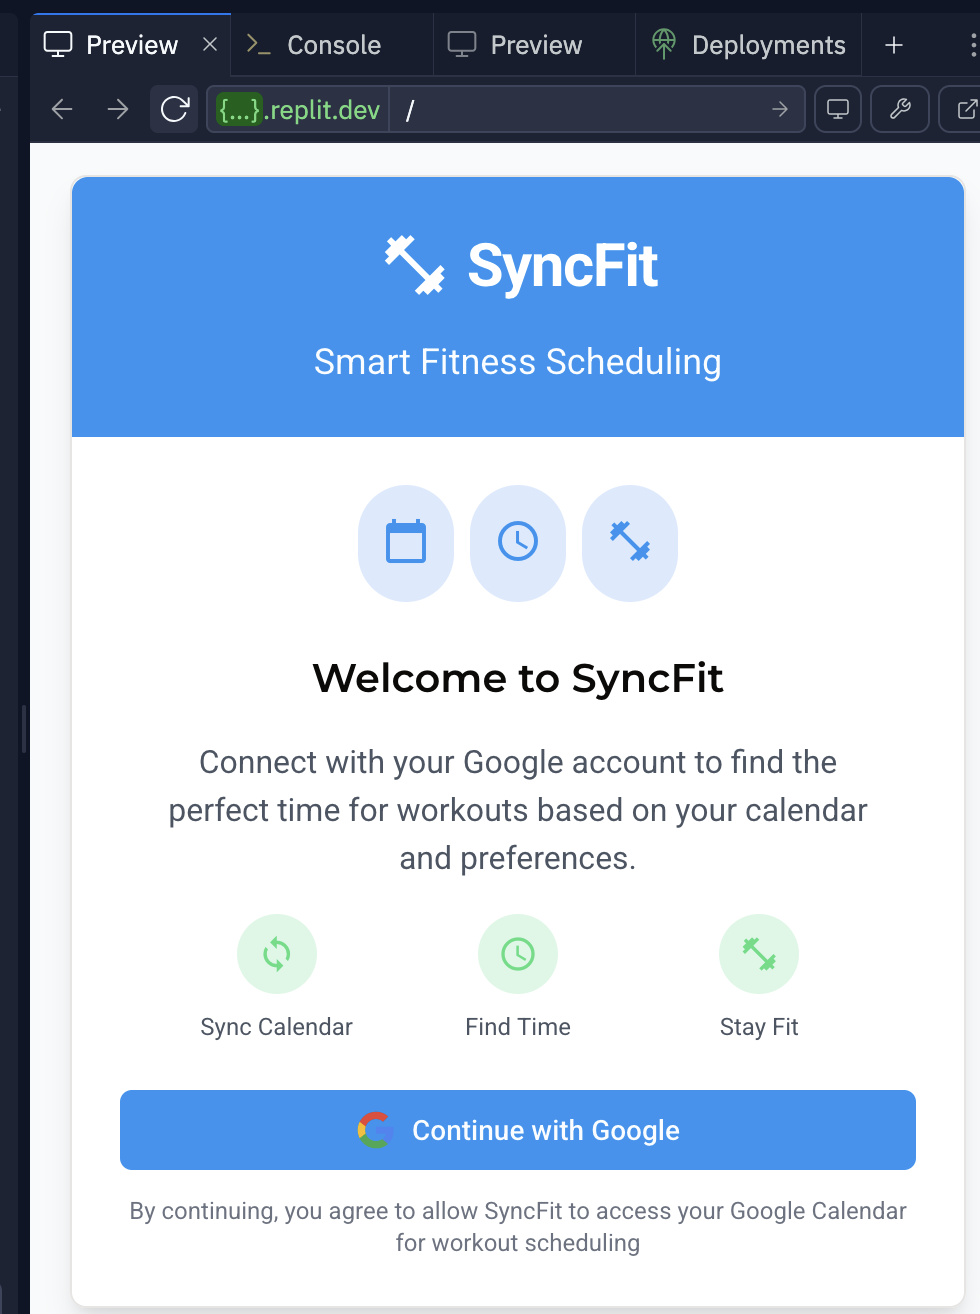 Preview
Console
Preview
Deployments
{...}.replit.dev /
SyncFit
Smart Fitness Scheduling
Welcome to SyncFit
Connect with your Google account to find the
perfect time for workouts based on your calendar
and preferences.
Sync Calendar
Find Time
Stay Fit
Continue with Google
By continuing, you agree to allow SyncFit to access your Google Calendar
for workout scheduling